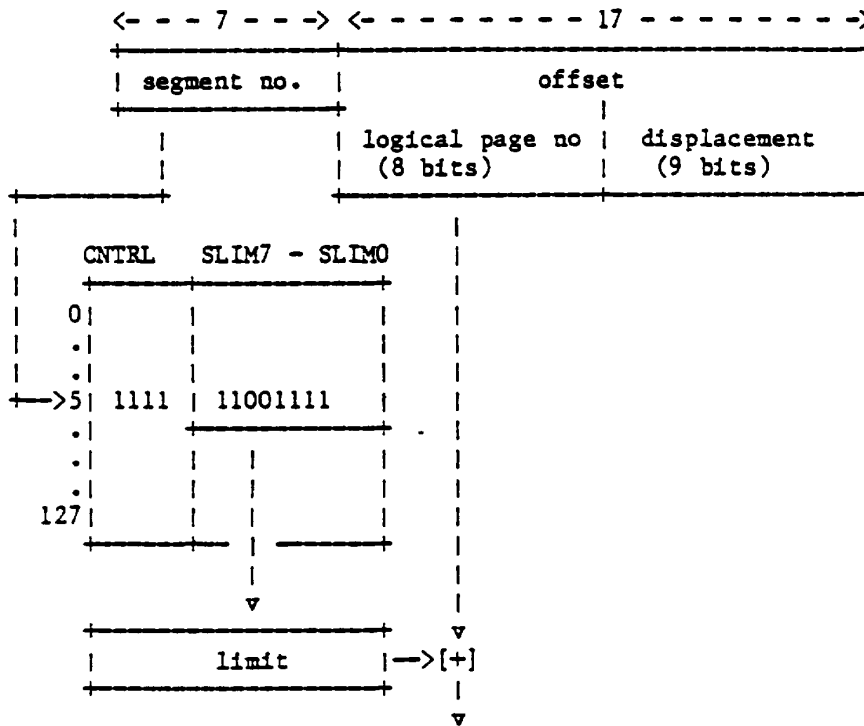 <- - - 7 - - -> <- - - - - - - - 17 - - - - - - - ->
segment no. offset
logical page no displacement
(8 bits) (9 bits)
CNTRL SLIM7 - SLIM0
0
.
.
5 1111 11001111
.
.
.
127
limit -->[+]